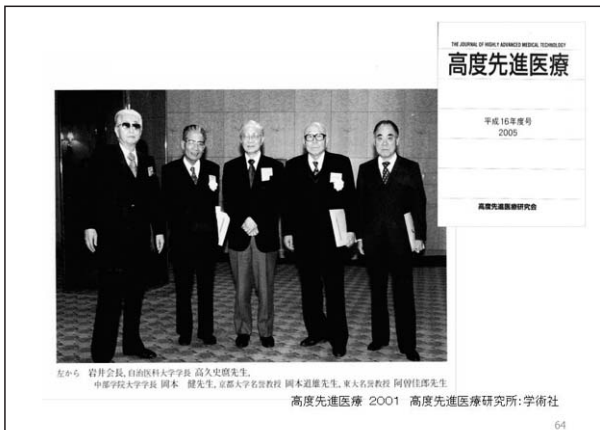 THE JOURNAL OF HIGHLY ADVANCED MEDICAL TECHNOLOGY
高度先進医療
平成16年度号
2005
高度先進医療研究会
左から 岩井会長, 自治医科大学学長 高久史麿先生,
中部学院大学学長 岡本 健先生, 京都大学名誉教授 岡本道雄先生, 東大名誉教授 阿曽佳郎先生
高度先進医療 2001 高度先進医療研究所:学術社
64